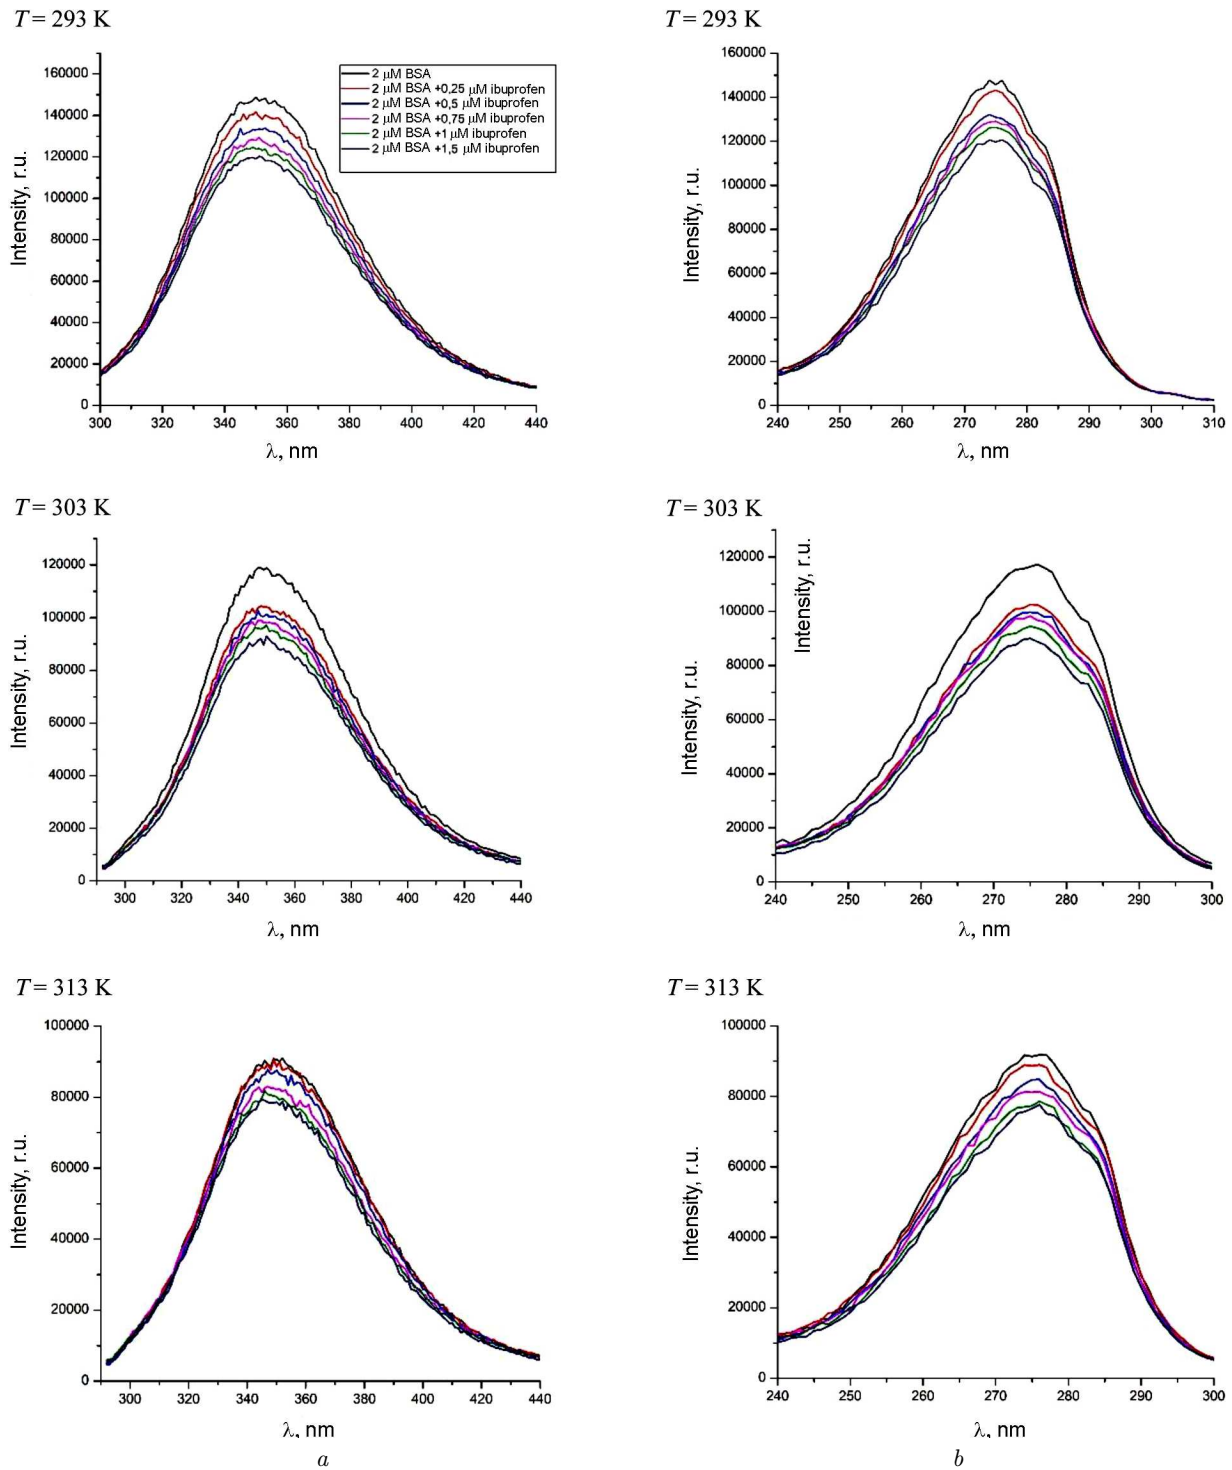 T = 293 K
160000
140000
120000
100000
80000
60000
40000
20000
0
Intensity, r.u.
2 μM BSA
2 μM BSA +0,25 μM ibuprofen
2 μM BSA +0,5 μM ibuprofen
2 μM BSA +0,75 μM ibuprofen
2 μM BSA +1 μM ibuprofen
2 μM BSA +1,5 μM ibuprofen
300 320 340 360 380 400 420 440
λ, nm
T = 293 K
160000
140000
120000
100000
80000
60000
40000
20000
0
Intensity, r.u.
240 250 260 270 280 290 300 310
λ, nm
T = 303 K
120000
100000
80000
60000
40000
20000
0
Intensity, r.u.
300 320 340 360 380 400 420 440
λ, nm
T = 303 K
120000
100000
80000
60000
40000
20000
0
Intensity, r.u.
Intensity, r.u.
240 250 260 270 280 290 300
λ, nm
T = 313 K
100000
80000
60000
40000
20000
0
Intensity, r.u.
300 320 340 360 380 400 420 440
λ, nm
a
T = 313 K
100000
80000
60000
40000
20000
0
Intensity, r.u.
240 250 260 270 280 290 300
λ, nm
b